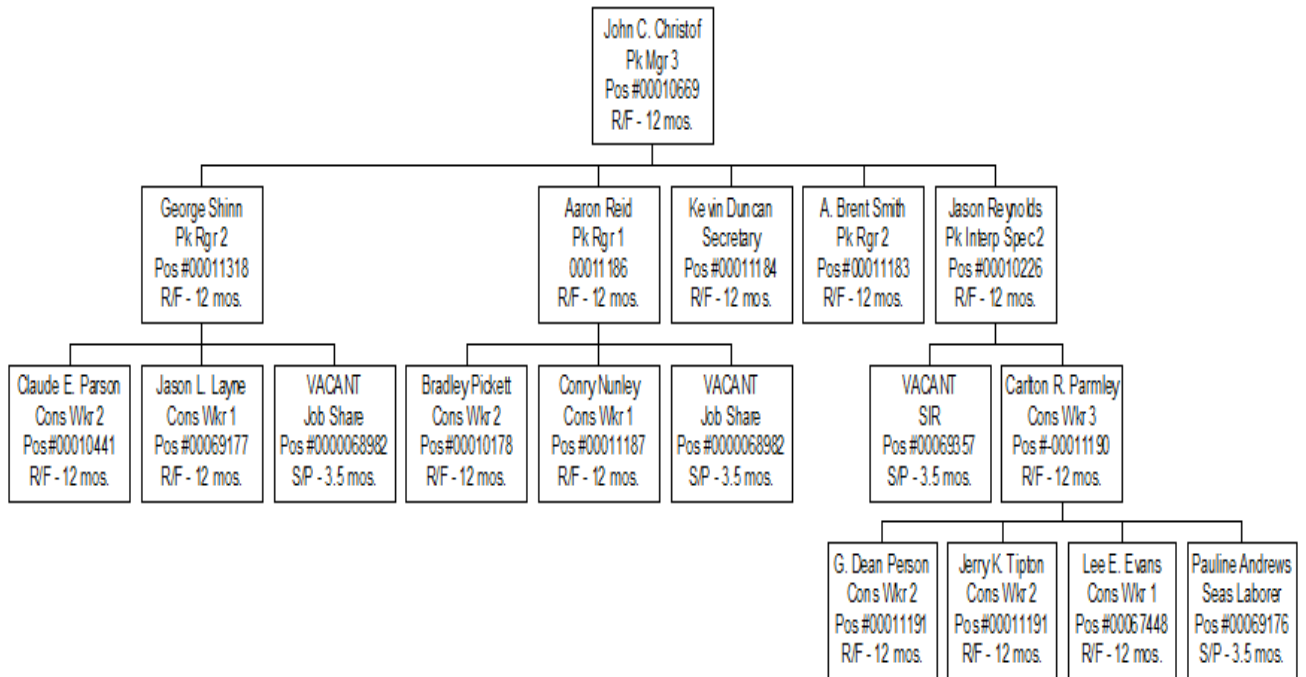 John C. Christof
Pk Mgr 3
Pos #00010669
R/F - 12 mos.
George Shinn
Pk Rgr 2
Pos #00011318
R/F - 12 mos.
Aaron Reid
Pk Rgr 1
00011186
R/F - 12 mos.
Kevin Duncan
Secretary
Pos #00011184
R/F - 12 mos.
A. Brent Smith
Pk Rgr 2
Pos #00011183
R/F - 12 mos.
Jason Reynolds
Pk Interp Spec 2
Pos #00010226
R/F - 12 mos.
Claude E. Parson
Cons Wkr 2
Pos #00010441
R/F - 12 mos.
Jason L. Layne
Cons Wkr 1
Pos #00069177
R/F - 12 mos.
VACANT
Job Share
Pos #0000068982
S/P - 3.5 mos.
Bradley Pickett
Cons Wkr 2
Pos #00010178
R/F - 12 mos.
Conry Nunley
Cons Wkr 1
Pos #00011187
R/F - 12 mos.
VACANT
Job Share
Pos #0000068982
S/P - 3.5 mos.
VACANT
SIR
Pos #00069357
S/P - 3.5 mos.
Carlton R. Parmley
Cons Wkr 3
Pos #-00011190
R/F - 12 mos.
G. Dean Person
Cons Wkr 2
Pos #00011191
R/F - 12 mos.
Jerry K. Tipton
Cons Wkr 2
Pos #00011191
R/F - 12 mos.
Lee E. Evans
Cons Wkr 1
Pos #00067448
R/F - 12 mos.
Pauline Andrews
Seas Laborer
Pos #00069176
S/P - 3.5 mos.